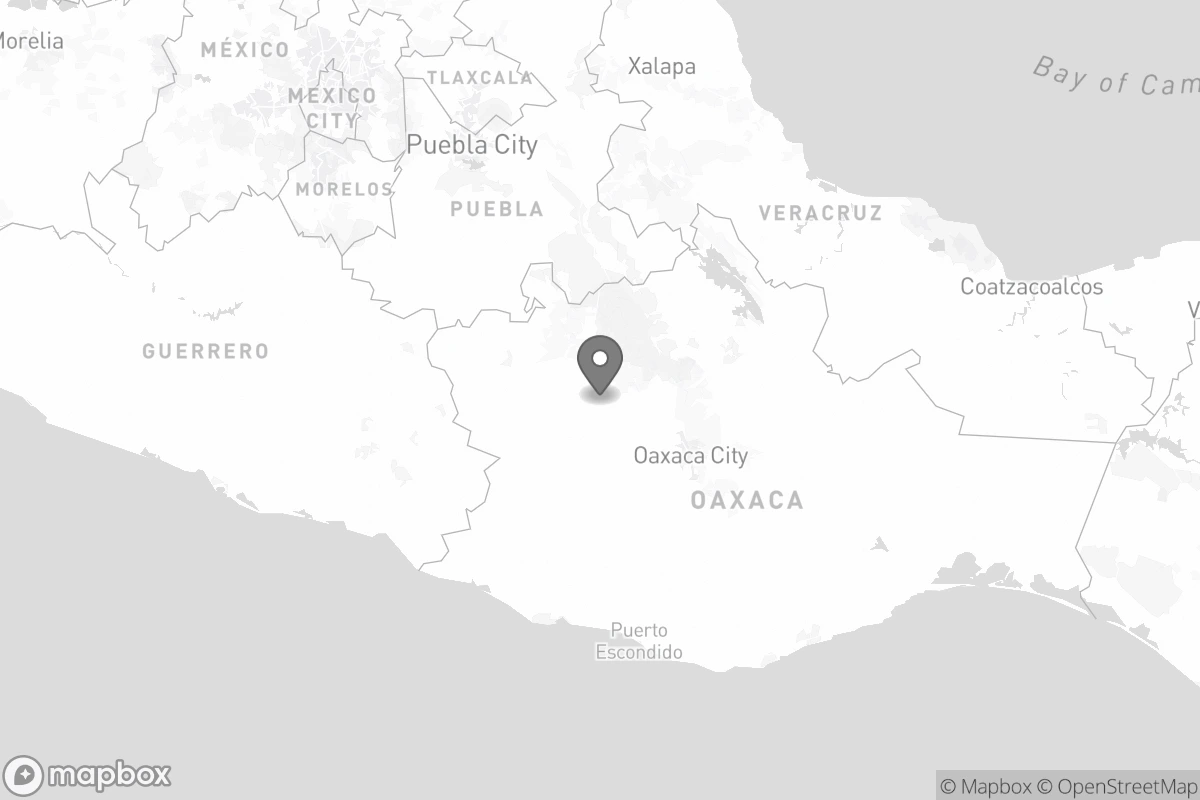 Morelia
MÉXICO
Xalapa
Bay of Cam
TLAXCALA
MEXICO
CITY
Puebla City
MORELOS
PUEBLA
VERACRUZ
Coatzacoalcos
V
GUERRERO
Oaxaca City
OAXACA
Puerto
Escondido
mapbox
© Mapbox © OpenStreetMap